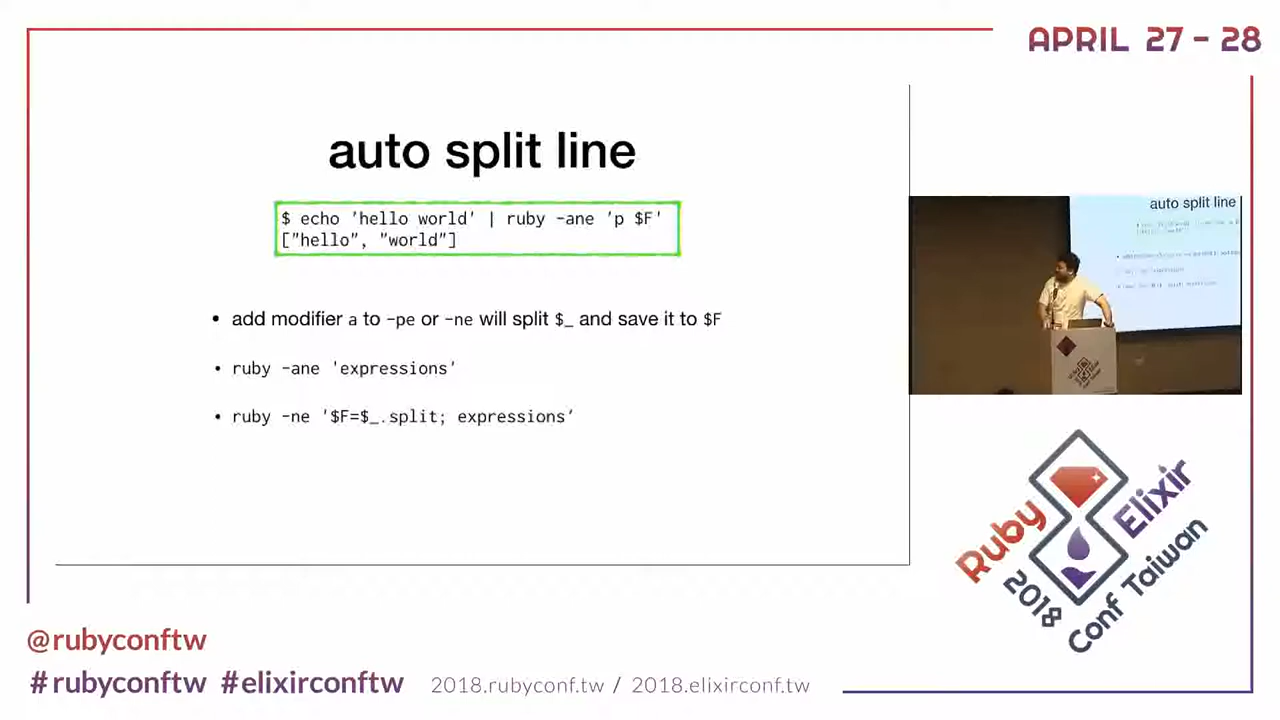 APRIL 27 - 28
auto split line
$ echo 'hello world' | ruby -ane 'p $F'
["hello", "world"]
• add modifier a to -pe or -ne will split $_ and save it to $F
• ruby -ane 'expressions'
• ruby -ne '$F=$_.split; expressions'
auto split line
Ruby Elixir
2018 Conf Taiwan
@rubyconftw
#rubyconftw #elixirconftw
2018.rubyconf.tw / 2018.elixirconf.tw